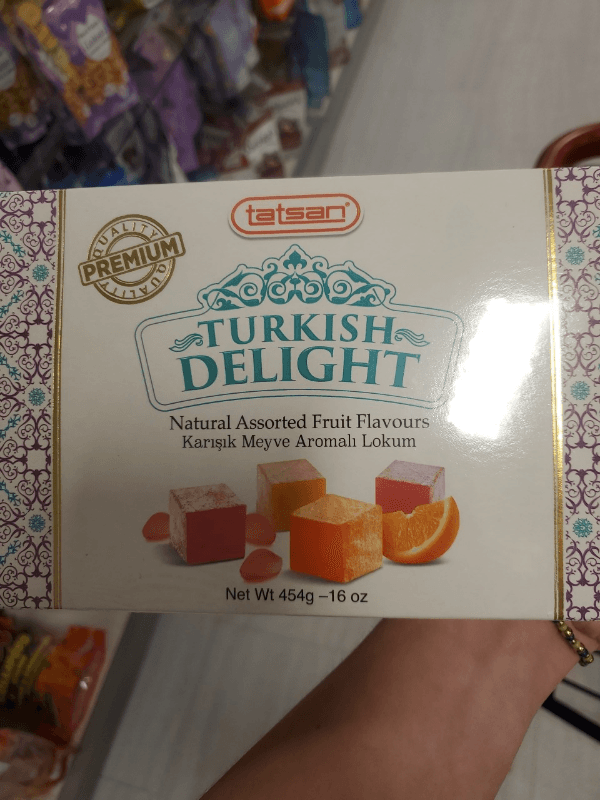 tatsan®
QUALITY
PREMIUM
QUALITY
TURKISH
DELIGHT
Natural Assorted Fruit Flavours
Karışık Meyve Aromalı Lokum
Net Wt 454g – 16 oz